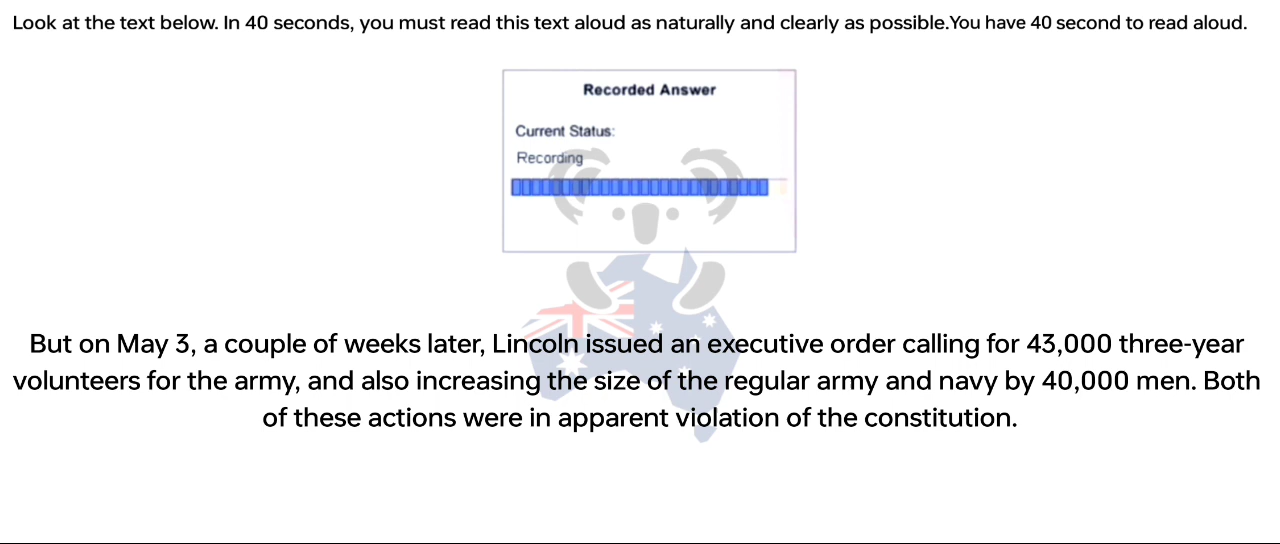 Look at the text below. In 40 seconds, you must read this text aloud as naturally and clearly as possible.You have 40 second to read aloud.
Recorded Answer
Current Status:
Recording
But on May 3, a couple of weeks later, Lincoln issued an executive order calling for 43,000 three-year
volunteers for the army, and also increasing the size of the regular army and navy by 40,000 men. Both
of these actions were in apparent violation of the constitution.